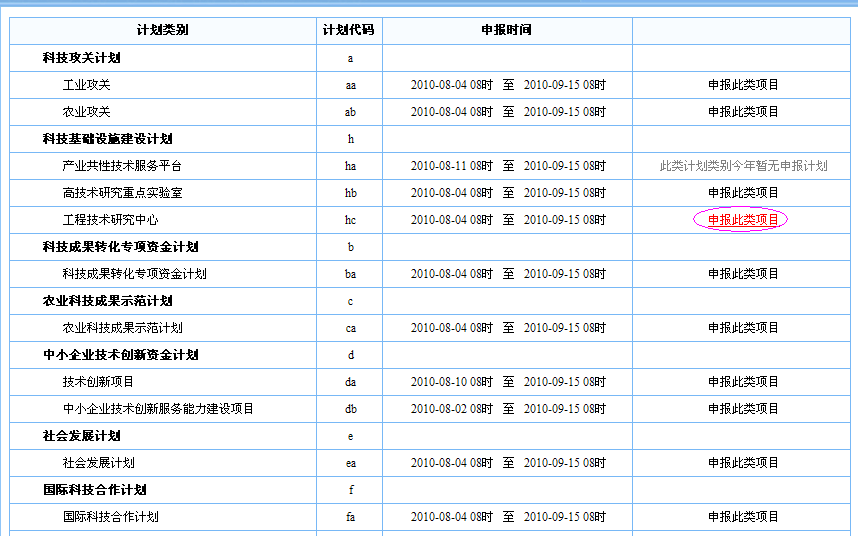 计划类别 计划代码 申报时间
科技攻关计划 a
工业攻关 aa 2010-08-04 08时 至 2010-09-15 08时 申报此类项目
农业攻关 ab 2010-08-04 08时 至 2010-09-15 08时 申报此类项目
科技基础设施建设计划 h
产业共性技术服务平台 ha 2010-08-11 08时 至 2010-09-15 08时 此类计划类别今年暂无申报计划
高技术研究重点实验室 hb 2010-08-04 08时 至 2010-09-15 08时 申报此类项目
工程技术研究中心 hc 2010-08-04 08时 至 2010-09-15 08时 申报此类项目
科技成果转化专项资金计划 b
科技成果转化专项资金计划 ba 2010-08-04 08时 至 2010-09-15 08时 申报此类项目
农业科技成果示范计划 c
农业科技成果示范计划 ca 2010-08-04 08时 至 2010-09-15 08时 申报此类项目
中小企业技术创新资金计划 d
技术创新项目 da 2010-08-10 08时 至 2010-09-15 08时 申报此类项目
中小企业技术创新服务能力建设项目 db 2010-08-02 08时 至 2010-09-15 08时 申报此类项目
社会发展计划 e
社会发展计划 ea 2010-08-04 08时 至 2010-09-15 08时 申报此类项目
国际科技合作计划 f
国际科技合作计划 fa 2010-08-04 08时 至 2010-09-15 08时 申报此类项目